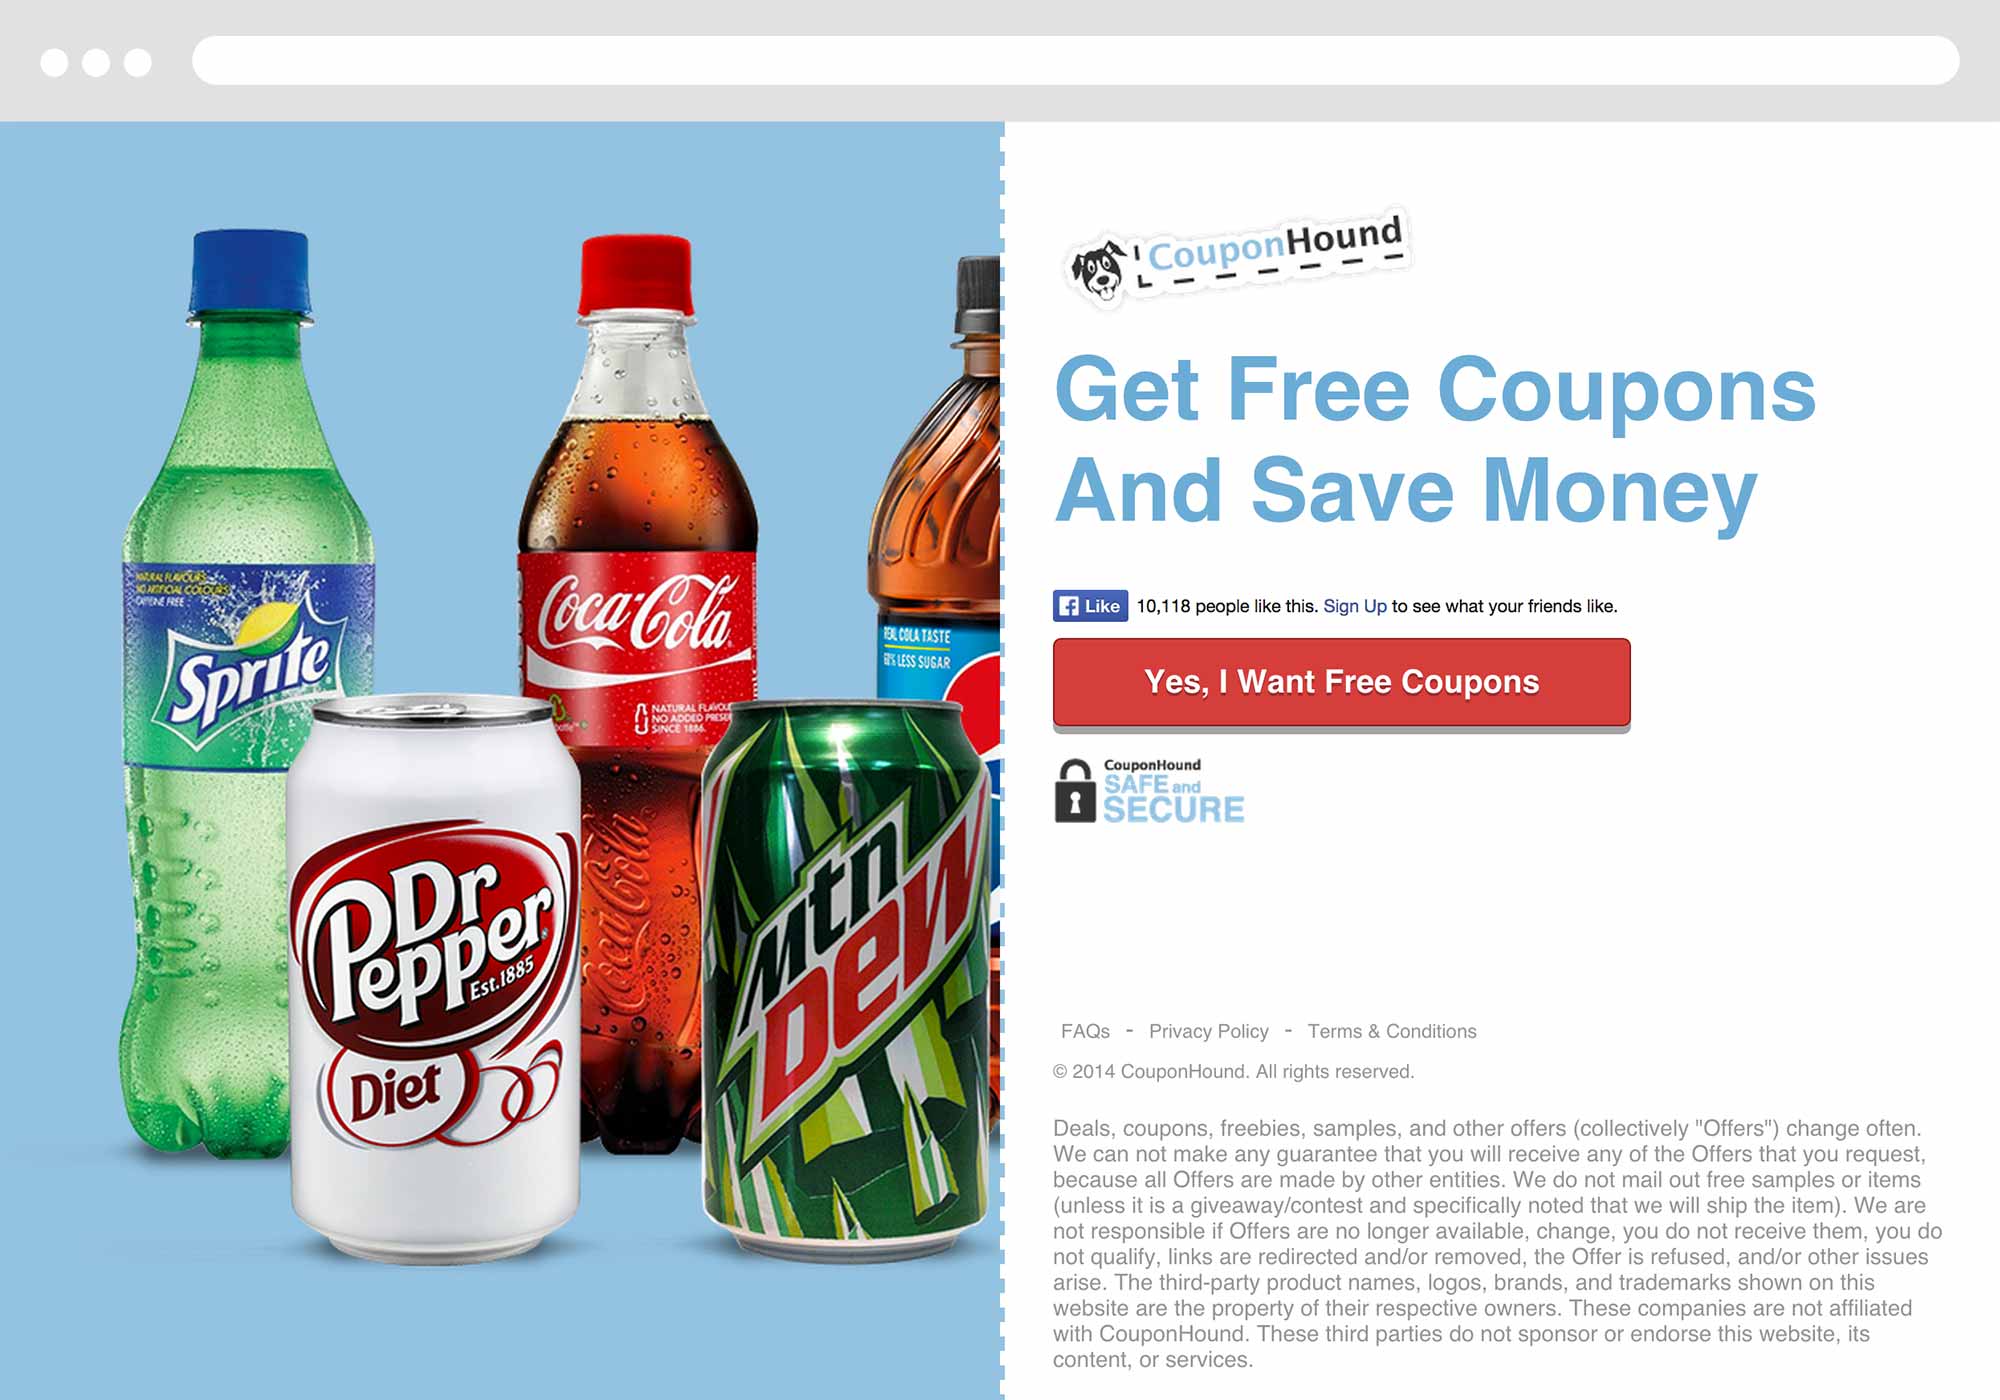 NATURAL FLAVOURS
NO ARTIFICIAL COLOURS
CAFFEINE FREE
Sprite
Coca-Cola
NATURAL FLAVOU
NO ADDED PRESE
SINCE 1886.
Coca-Cola
REAL COLA TASTE
60% LESS SUGAR
Dr
Pepper
Est.1885
Diet
Mtn
Dew
CouponHound
Get Free Coupons
And Save Money
Like 10,118 people like this. Sign Up to see what your friends like.
Yes, I Want Free Coupons
CouponHound
SAFE and
SECURE
FAQs - Privacy Policy - Terms & Conditions
© 2014 CouponHound. All rights reserved.
Deals, coupons, freebies, samples, and other offers (collectively "Offers") change often.
We can not make any guarantee that you will receive any of the Offers that you request,
because all Offers are made by other entities. We do not mail out free samples or items
(unless it is a giveaway/contest and specifically noted that we will ship the item). We are
not responsible if Offers are no longer available, change, you do not receive them, you do
not qualify, links are redirected and/or removed, the Offer is refused, and/or other issues
arise. The third-party product names, logos, brands, and trademarks shown on this
website are the property of their respective owners. These companies are not affiliated
with CouponHound. These third parties do not sponsor or endorse this website, its
content, or services.